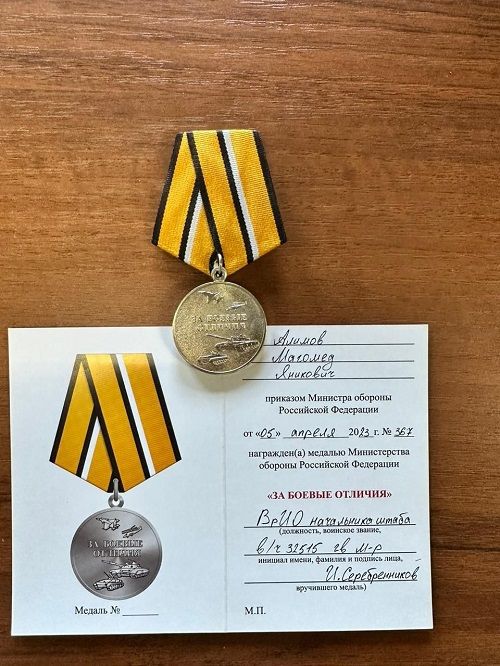 ЗА БОЕВЫЕ
ОТЛИЧИЯ
Алимов
Магомед
Яникович
приказом Министра обороны
Российской Федерации
от «05» апреля 2023 г. № 367
награжден(а) медалью Министерства
обороны Российской Федерации
«ЗА БОЕВЫЕ ОТЛИЧИЯ»
ВрИО начальника штаба
(должность, воинское звание,
в/ч 32515 гв м-р
инициал имени, фамилия и подпись лица,
И.Серебренников
вручившего медаль)
М.П.
ЗА БОЕВЫЕ
ОТЛИЧИЯ
Медаль №